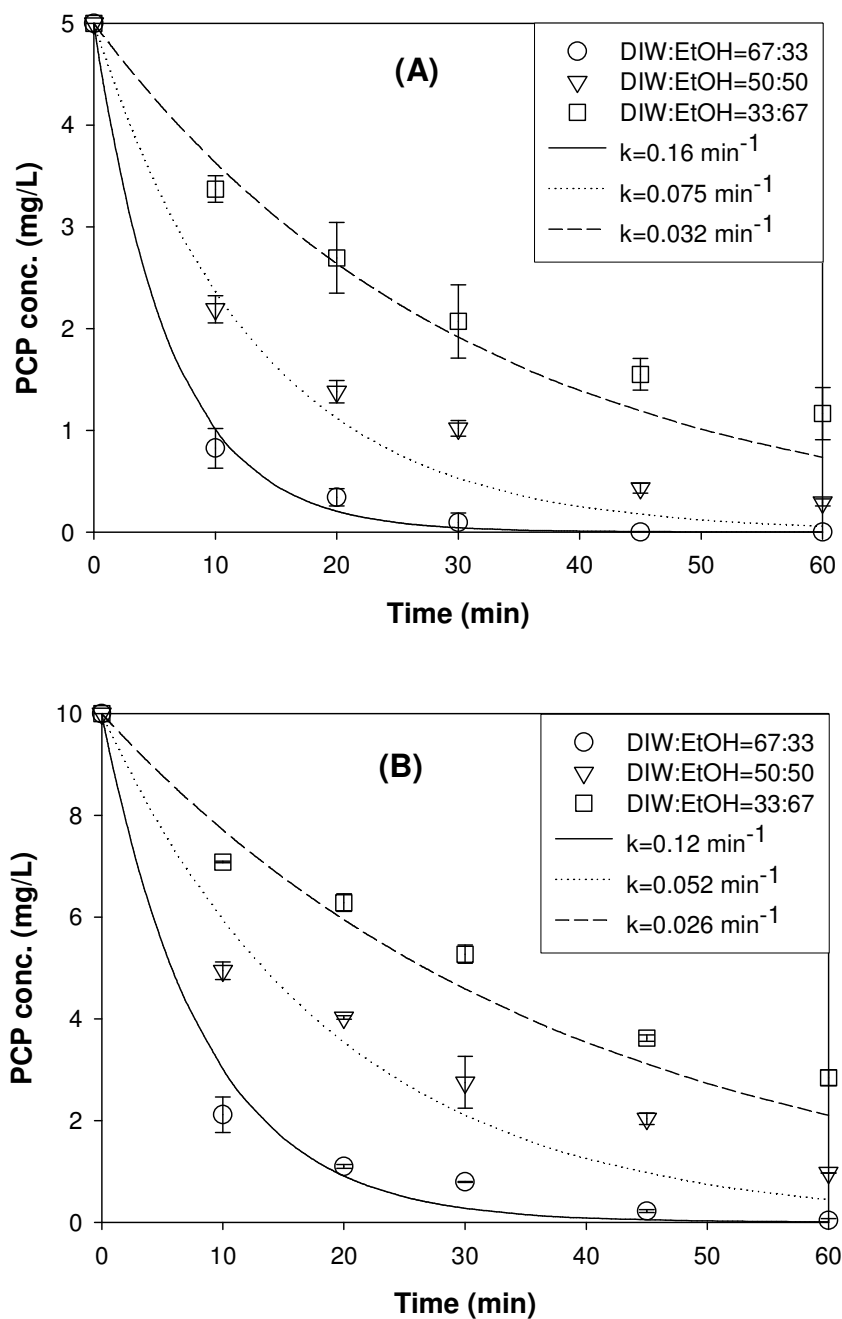 5
4
3
2
1
0
PCP conc. (mg/L)
(A)
DIW:EtOH=67:33
DIW:EtOH=50:50
DIW:EtOH=33:67
k=0.16 min⁻¹
k=0.075 min⁻¹
k=0.032 min⁻¹
0 10 20 30 40 50 60
Time (min)
10
8
6
4
2
0
PCP conc. (mg/L)
(B)
DIW:EtOH=67:33
DIW:EtOH=50:50
DIW:EtOH=33:67
k=0.12 min⁻¹
k=0.052 min⁻¹
k=0.026 min⁻¹
0 10 20 30 40 50 60
Time (min)